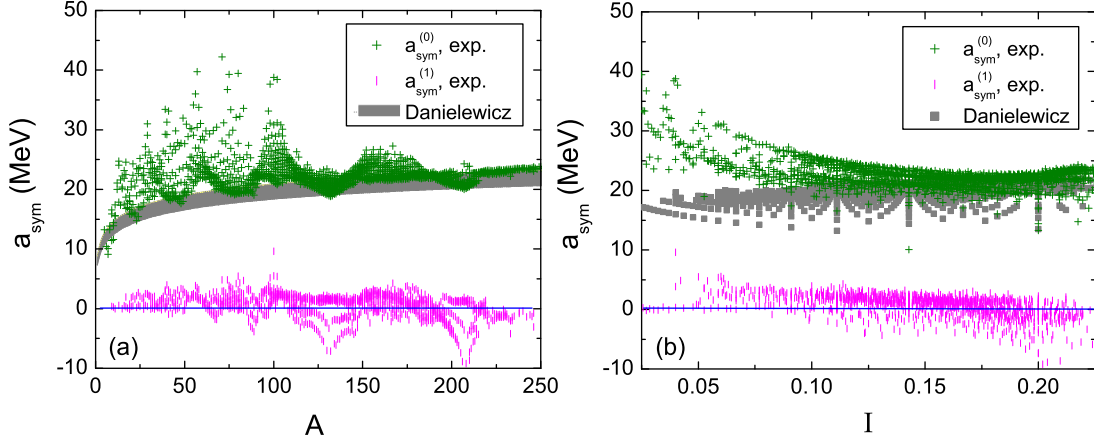 50
40
30
20
10
0
-10
a_sym (MeV)
a_sym^(0), exp.
a_sym^(1), exp.
Danielewicz
(a)
0 50 100 150 200 250
A
50
40
30
20
10
0
-10
a_sym (MeV)
a_sym^(0), exp.
a_sym^(1), exp.
Danielewicz
(b)
0.05 0.10 0.15 0.20
I